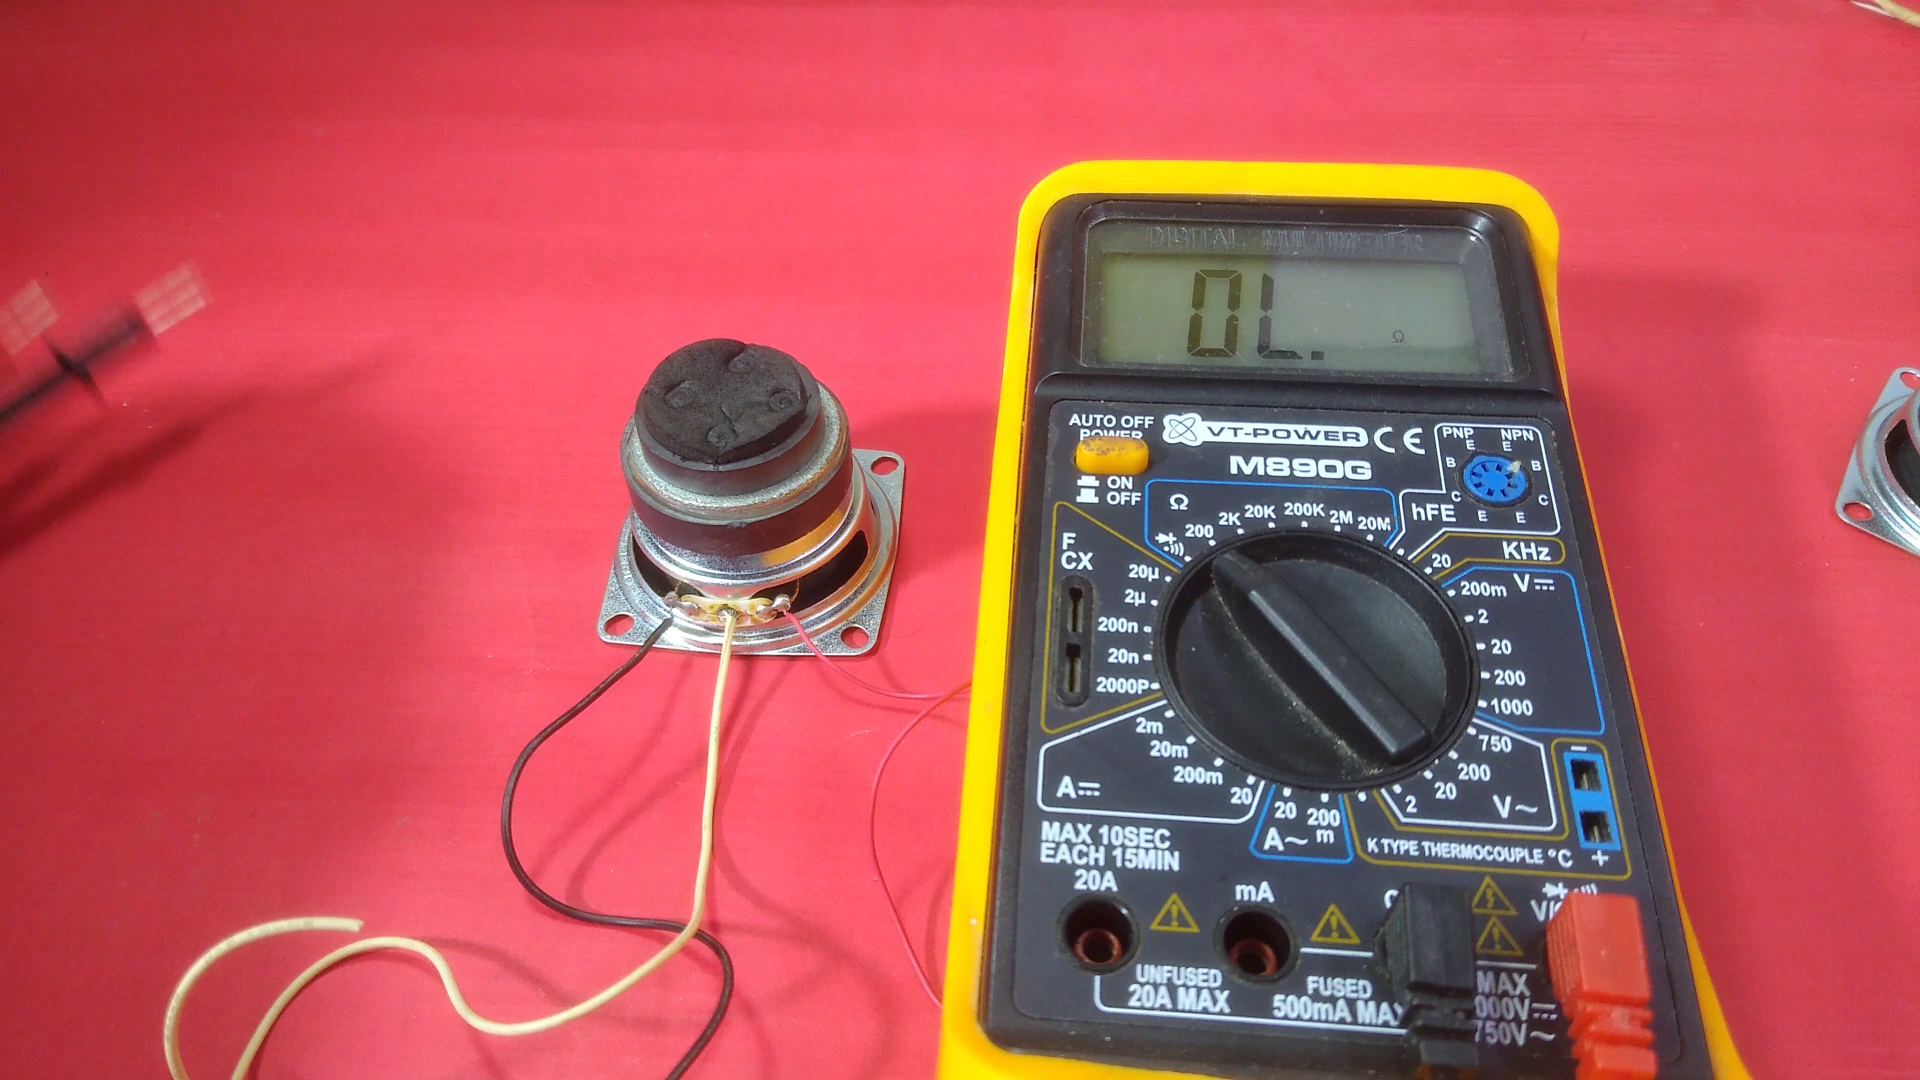 DIGITAL MULTIMETER
OL.
Ω
AUTO OFF
POWER
VT-POWER CE
M890G
ON
OFF
PNP NPN
E E
B B
C C
E E
hFE
Ω
200 2K 20K 200K 2M 20M
KHz
20
F
CX
20µ
2µ
200n
20n
2000P
V
200m
2
20
200
1000
2m
20m
200m
20
A
20 200
m
A~
750
200
20
2
V~
−
+
K TYPE THERMOCOUPLE °C
MAX 10SEC
EACH 15MIN
20A
mA
UNFUSED
20A MAX
FUSED
500mA MAX
MAX
000V
750V~